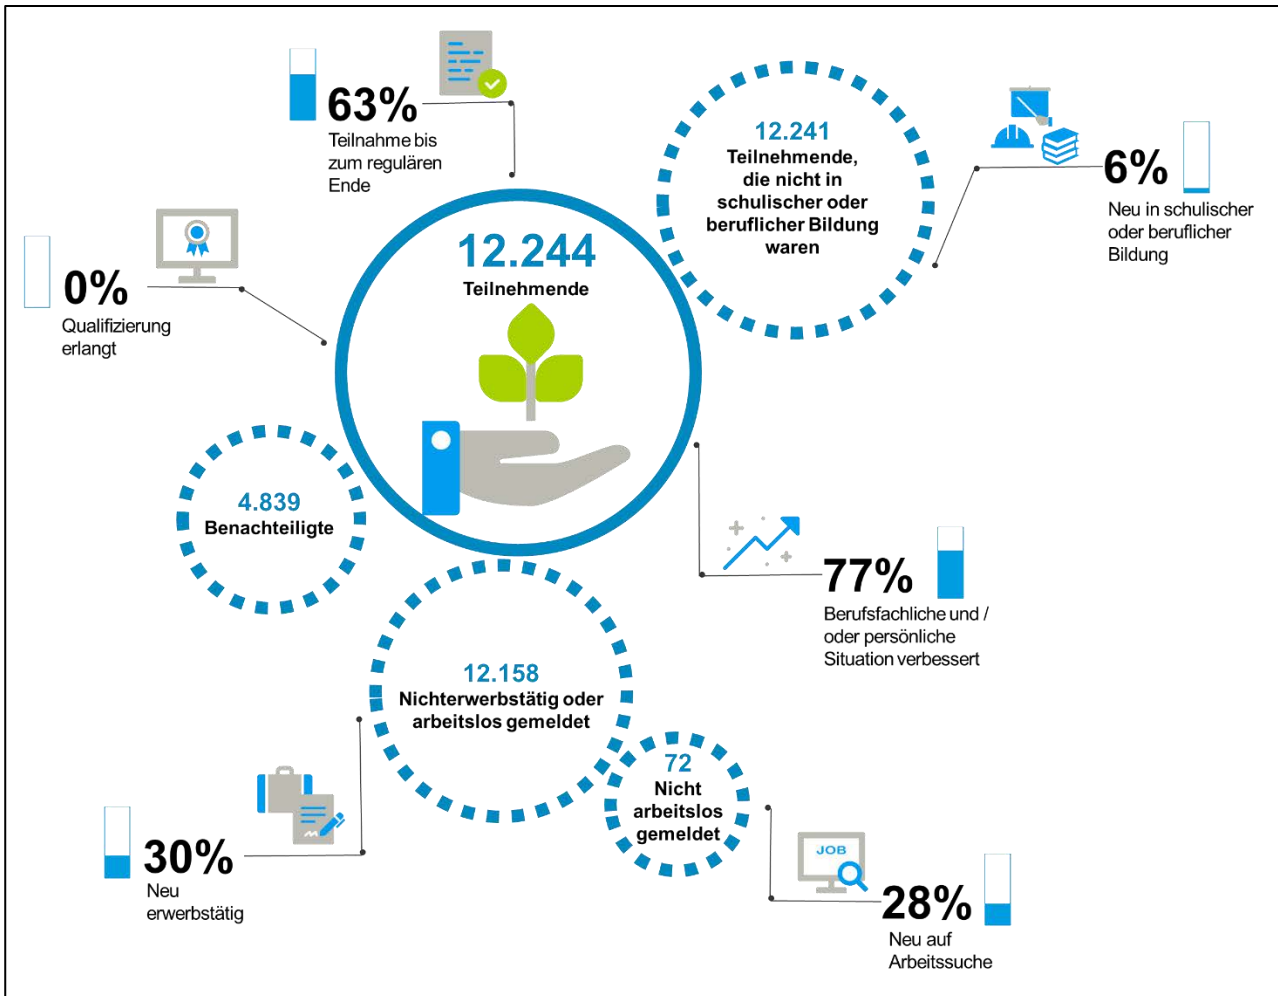 63%
Teilnahme bis
zum regulären
Ende
12.241
Teilnehmende,
die nicht in
schulischer oder
beruflicher Bildung
waren
6%
Neu in schulischer
oder beruflicher
Bildung
0%
Qualifizierung
erlangt
12.244
Teilnehmende
4.839
Benachteiligte
77%
Berufsfachliche und /
oder persönliche
Situation verbessert
12.158
Nichterwerbstätig oder
arbeitslos gemeldet
72
Nicht
arbeitslos
gemeldet
30%
Neu
erwerbstätig
JOB
28%
Neu auf
Arbeitssuche